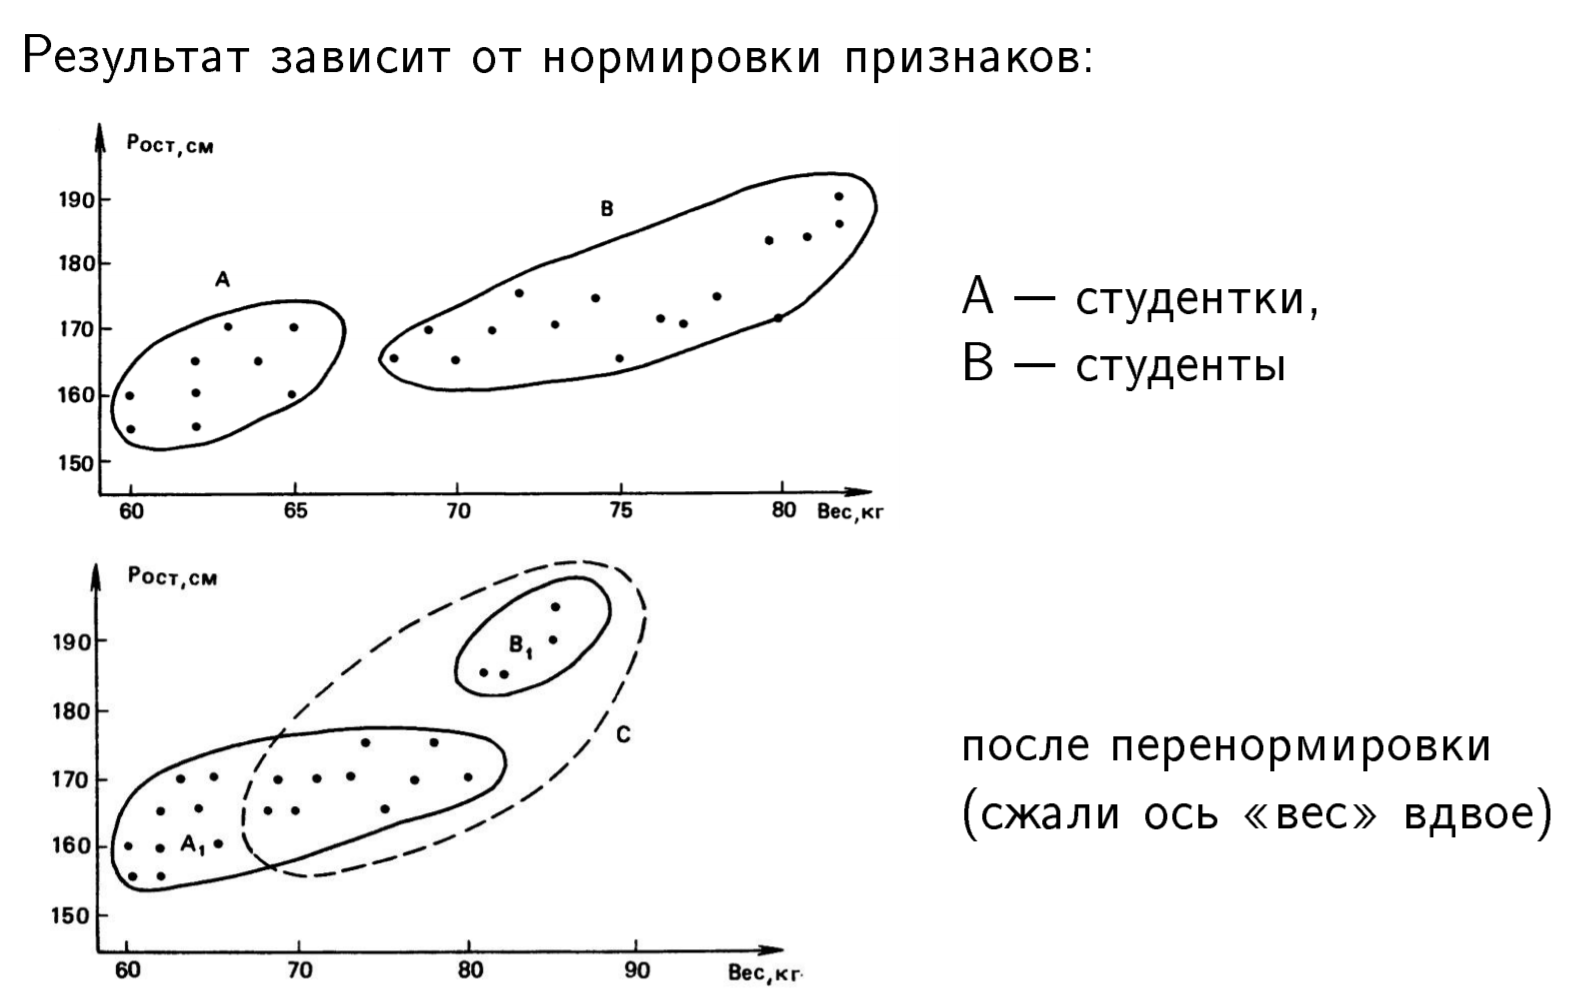 Результат зависит от нормировки признаков:
Рост,см
190
180
170
160
150
A
B
60 65 70 75 80 Вес,кг
A — студентки,
B — студенты
Рост,см
190
180
170
160
150
B₁
C
A₁
60 70 80 90 Вес,кг
после перенормировки
(сжали ось «вес» вдвое)